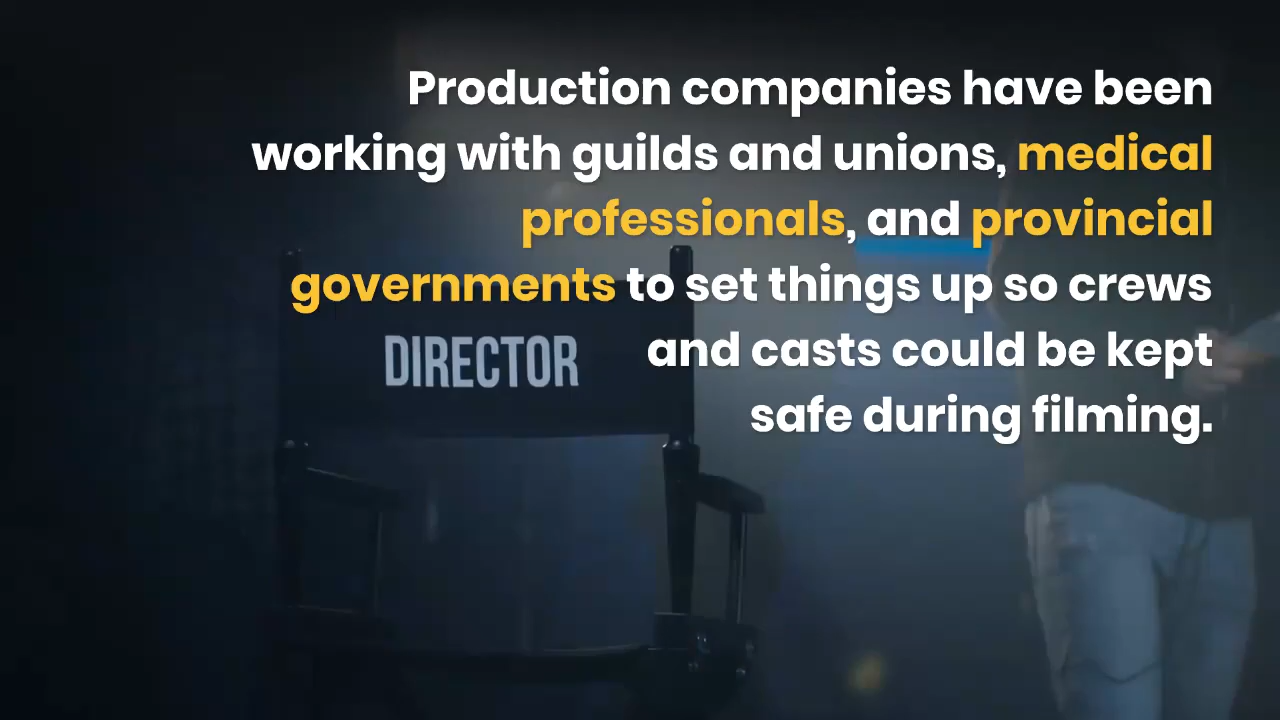 Production companies have been
working with guilds and unions, medical
professionals, and provincial
governments to set things up so crews
and casts could be kept
safe during filming.
DIRECTOR